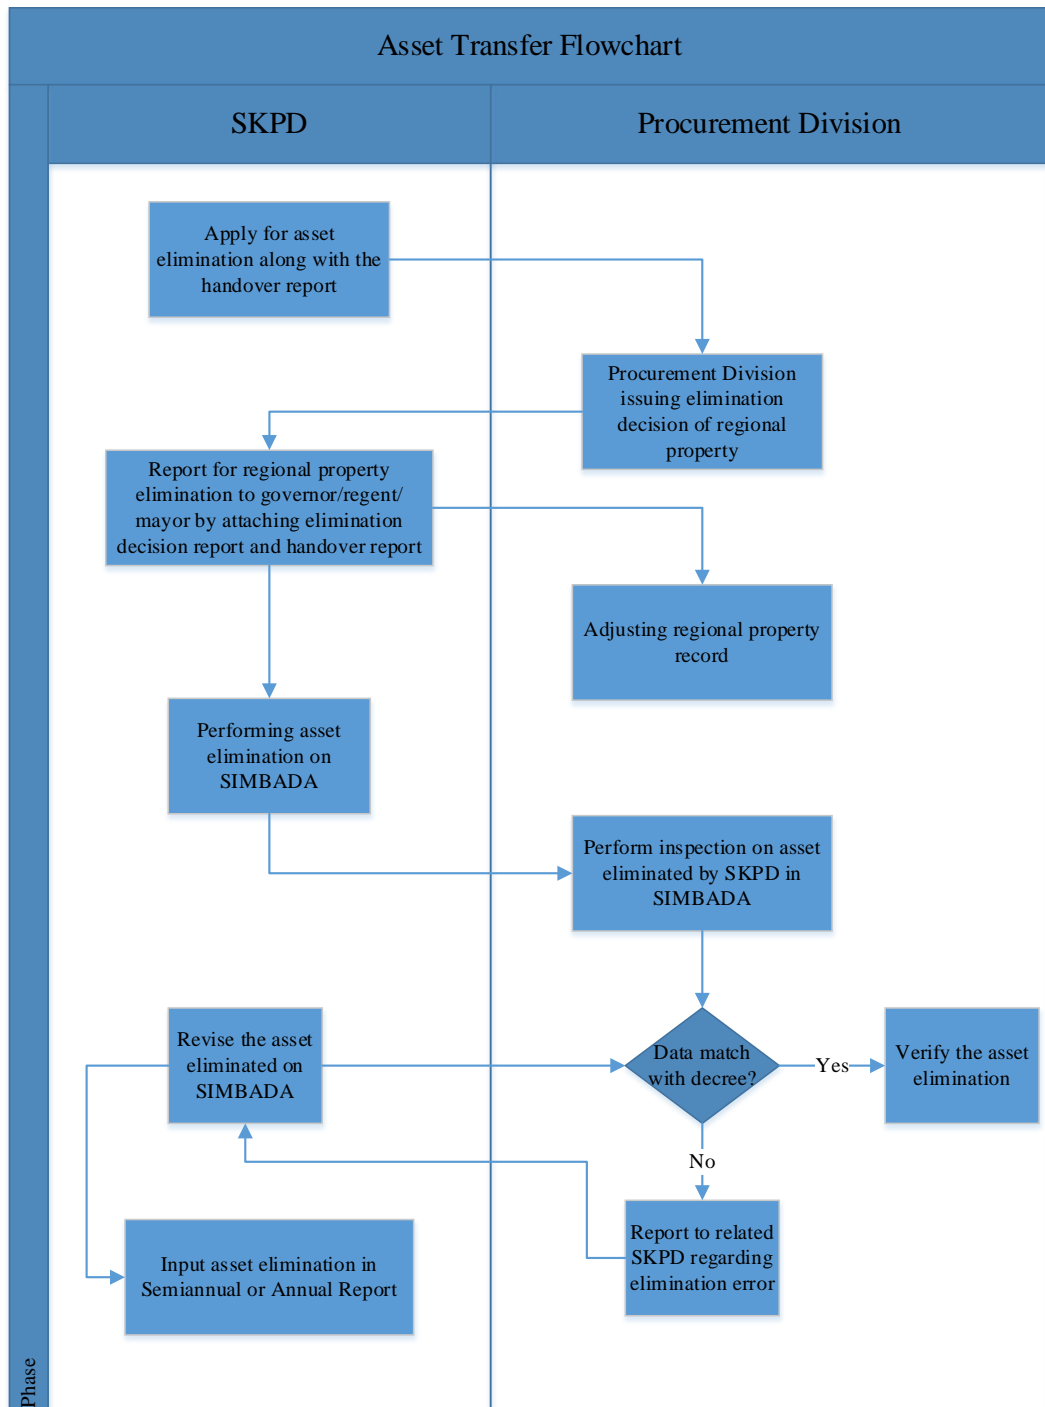 Asset Transfer Flowchart
SKPD
Procurement Division
Apply for asset
elimination along with the
handover report
Procurement Division
issuing elimination
decision of regional
property
Report for regional property
elimination to governor/regent/
mayor by attaching elimination
decision report and handover report
Adjusting regional property
record
Performing asset
elimination on
SIMBADA
Perform inspection on asset
eliminated by SKPD in
SIMBADA
Revise the asset
eliminated on
SIMBADA
Data match
with decree?
Yes
Verify the asset
elimination
No
Report to related
SKPD regarding
elimination error
Input asset elimination in
Semiannual or Annual Report
Phase